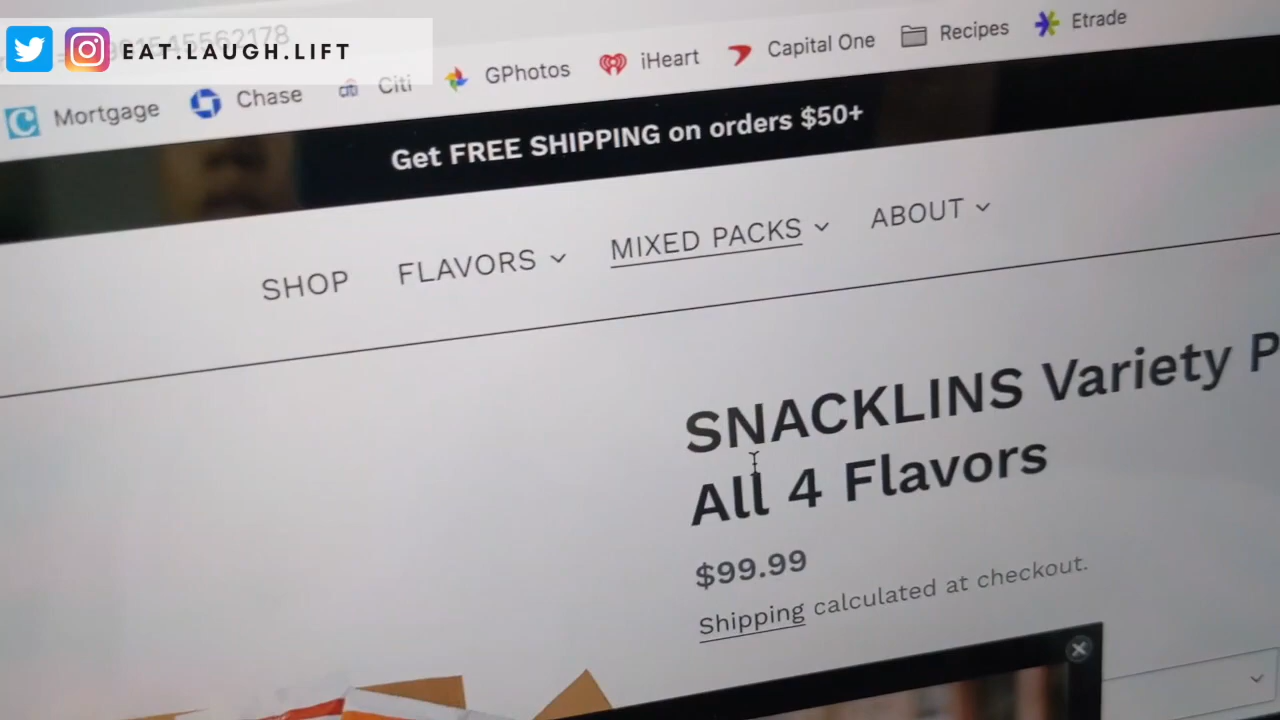 EAT.LAUGH.LIFT
Mortgage Chase Citi GPhotos iHeart Capital One Recipes Etrade
Get FREE SHIPPING on orders $50+
SHOP FLAVORS MIXED PACKS ABOUT
SNACKLINS Variety P
All 4 Flavors
$99.99
Shipping calculated at checkout.